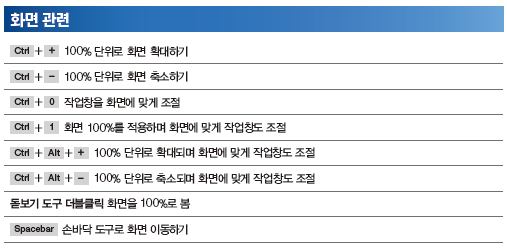 화면 관련
Ctrl + + 100% 단위로 화면 확대하기
Ctrl + − 100% 단위로 화면 축소하기
Ctrl + 0 작업창을 화면에 맞게 조절
Ctrl + 1 화면 100%를 적용하며 화면에 맞게 작업창도 조절
Ctrl + Alt + + 100% 단위로 확대되며 화면에 맞게 작업창도 조절
Ctrl + Alt + − 100% 단위로 축소되며 화면에 맞게 작업창도 조절
돋보기 도구 더블클릭 화면을 100%로 봄
Spacebar 손바닥 도구로 화면 이동하기